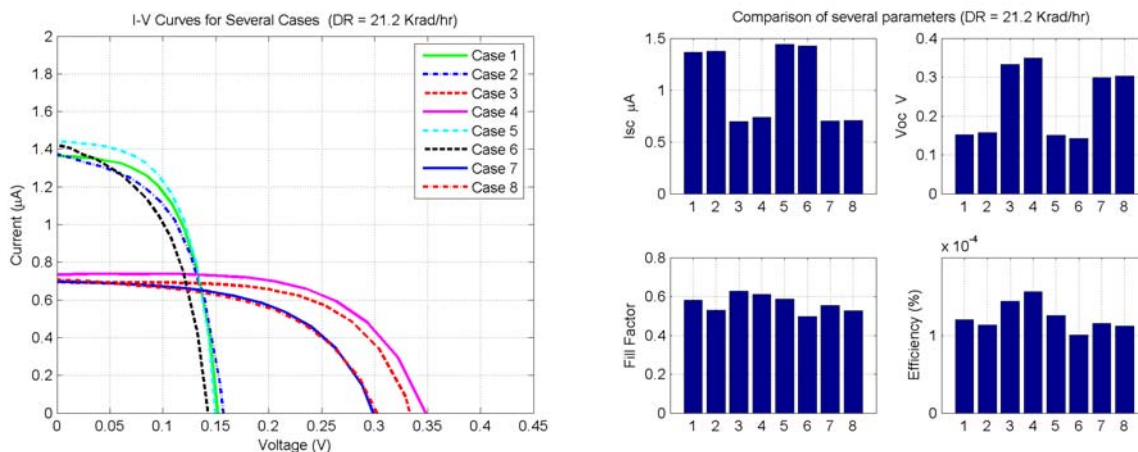 I-V Curves for Several Cases (DR = 21.2 Krad/hr)
2
1.8
1.6
1.4
1.2
1
0.8
0.6
0.4
0.2
0
Current (µA)
Case 1
Case 2
Case 3
Case 4
Case 5
Case 6
Case 7
Case 8
0 0.05 0.1 0.15 0.2 0.25 0.3 0.35 0.4 0.45
Voltage (V)
Comparison of several parameters (DR = 21.2 Krad/hr)
1.5
1
0.5
0
Isc µA
1 2 3 4 5 6 7 8
0.4
0.3
0.2
0.1
0
Voc V
1 2 3 4 5 6 7 8
0.8
0.6
0.4
0.2
0
Fill Factor
1 2 3 4 5 6 7 8
x 10⁻⁴
1
0
Efficiency (%)
1 2 3 4 5 6 7 8